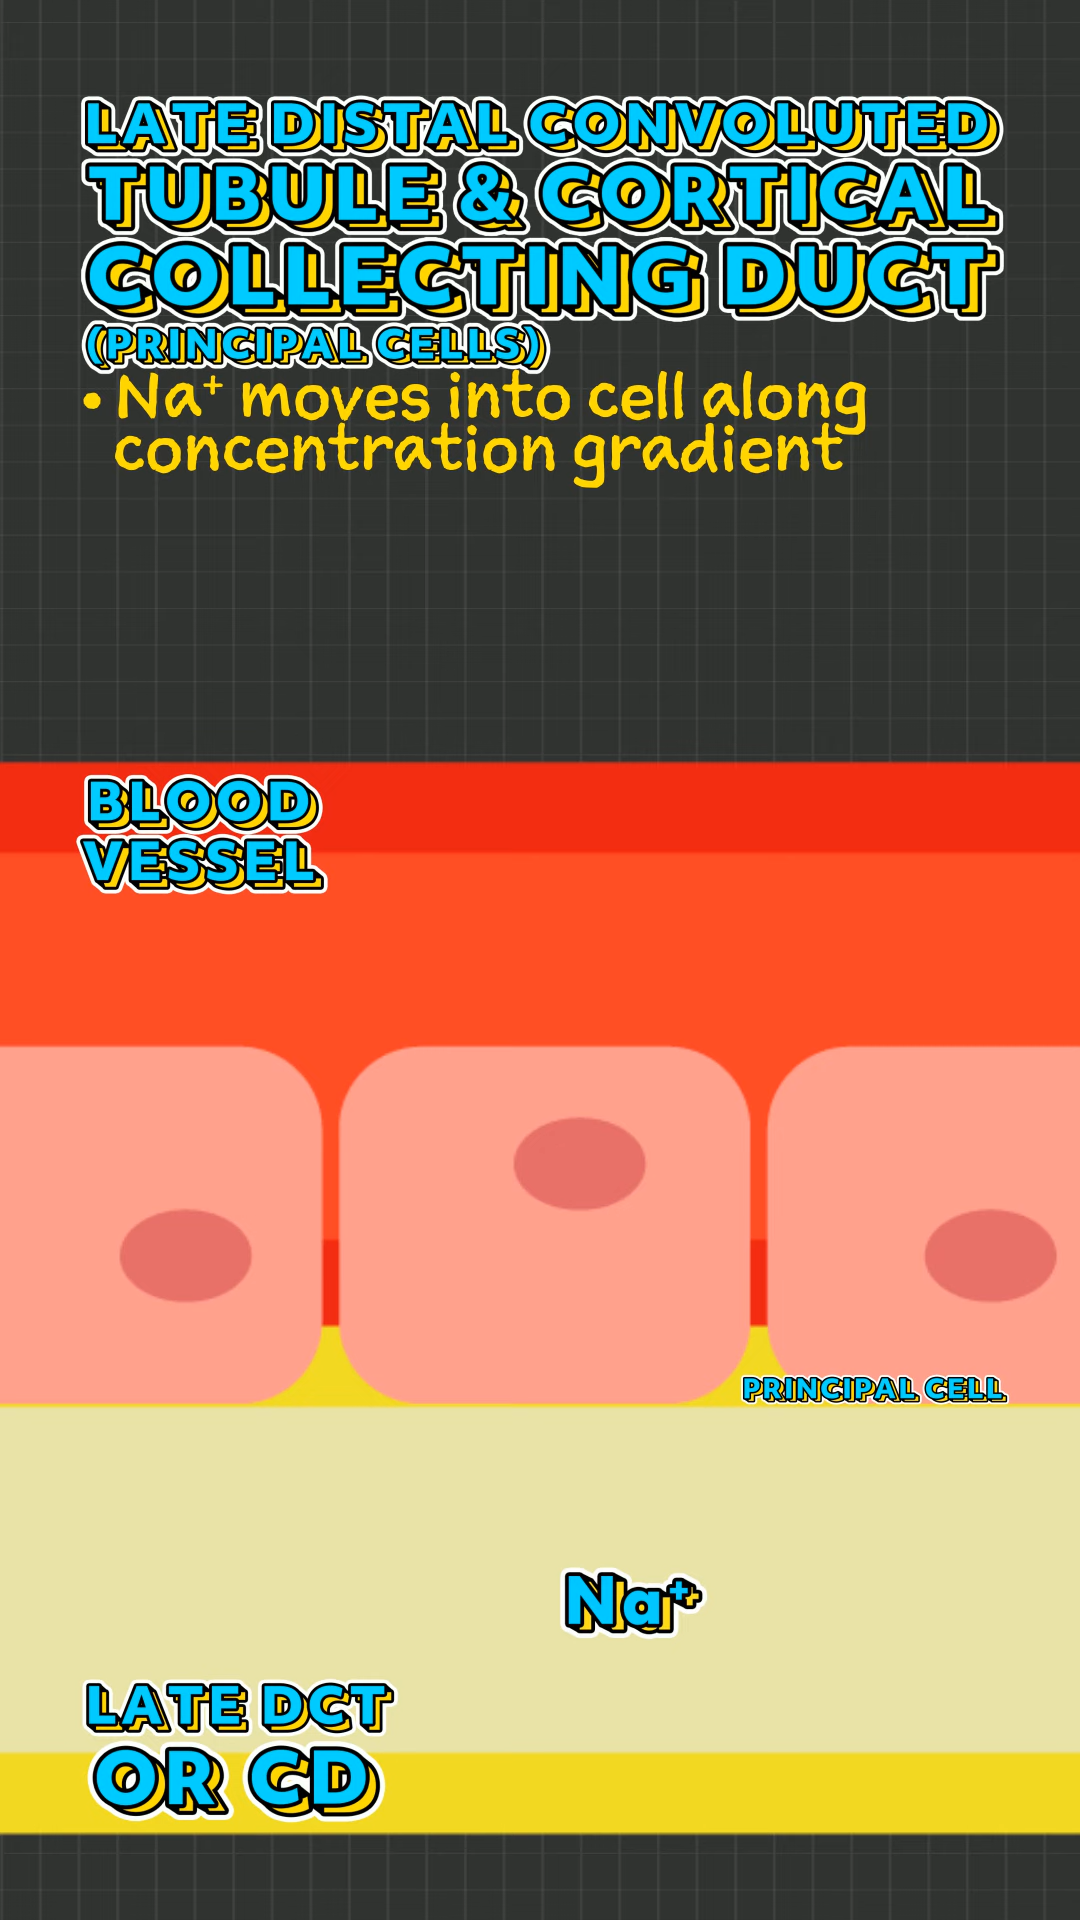 LATE DISTAL CONVOLUTED
TUBULE & CORTICAL
COLLECTING DUCT
(PRINCIPAL CELLS)
• Na⁺ moves into cell along
concentration gradient
BLOOD
VESSEL
PRINCIPAL CELL
Na⁺
LATE DCT
OR CD